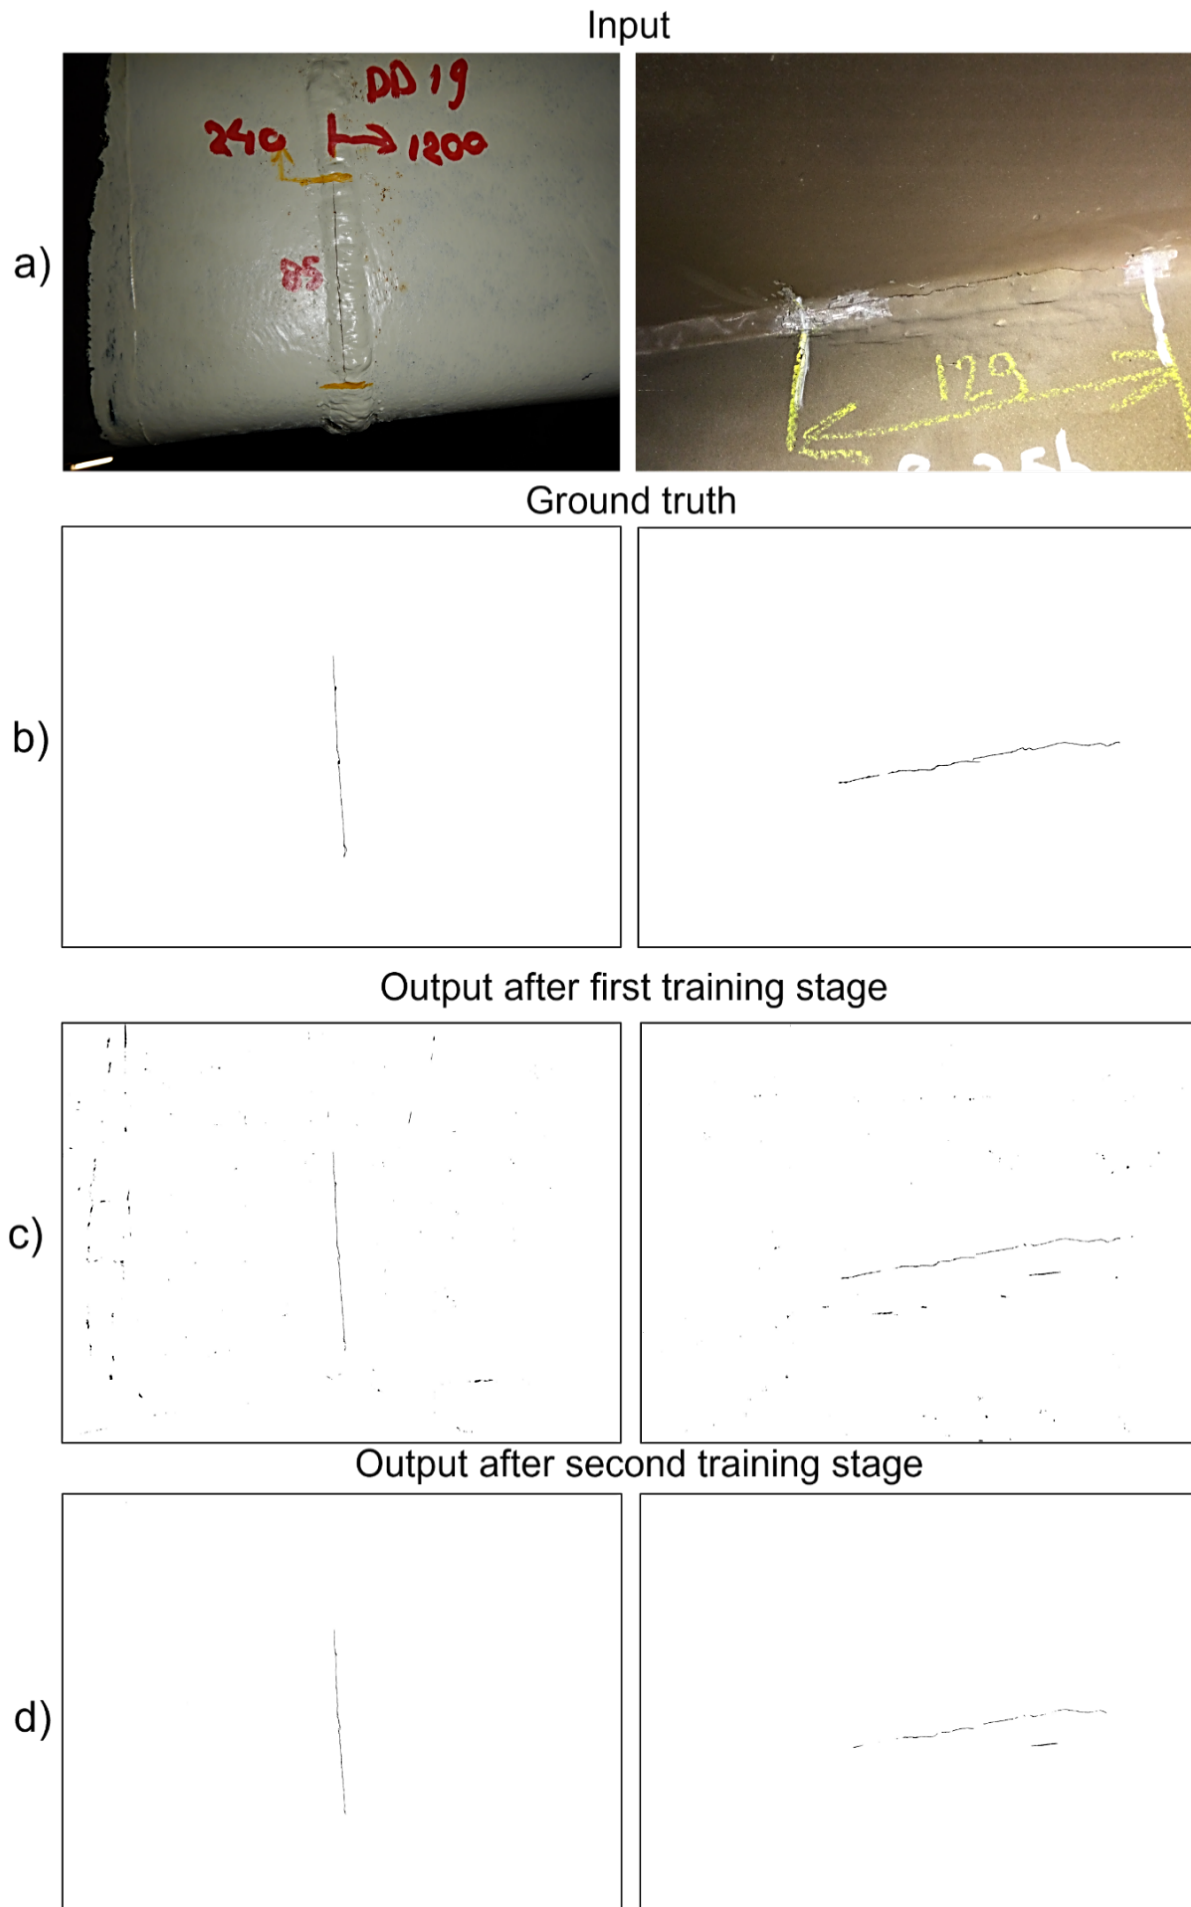 Input
a)
DD 19
240 1200
85
129
Ground truth
b)
Output after first training stage
c)
Output after second training stage
d)